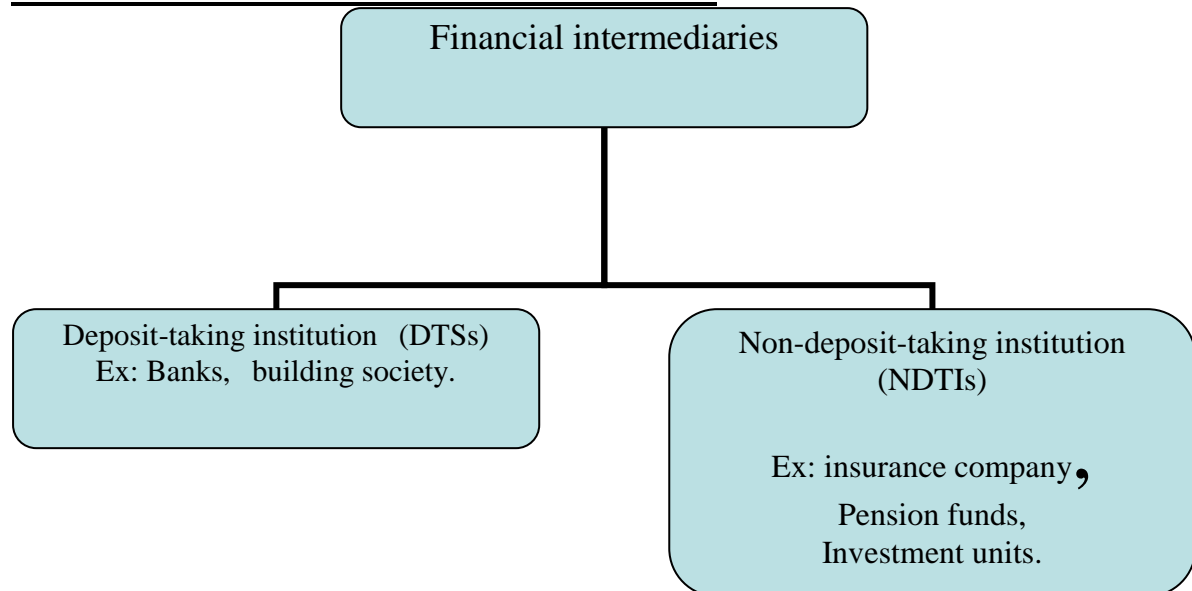 Financial intermediaries
Deposit-taking institution (DTSs)
Ex: Banks, building society.
Non-deposit-taking institution
(NDTIs)
Ex: insurance company,
Pension funds,
Investment units.